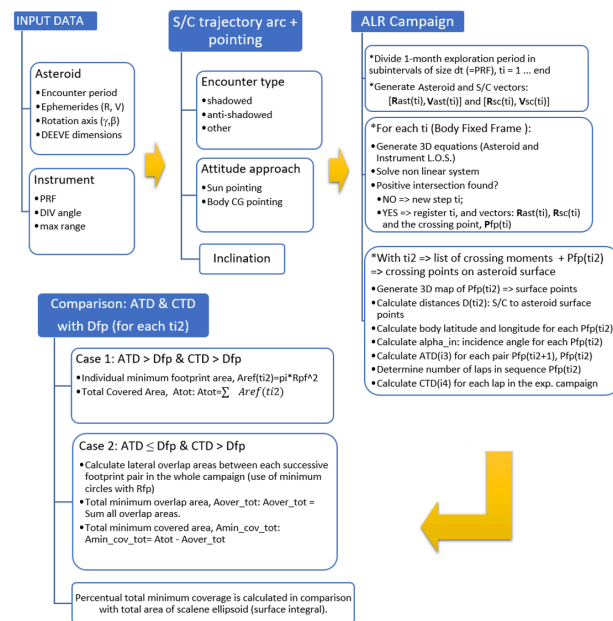 INPUT DATA
Asteroid
•Encounter period
•Ephemerides (R, V)
•Rotation axis (γ,β)
•DEEVE dimensions
Instrument
•PRF
•DIV angle
•max range
S/C trajectory arc +
pointing
Encounter type
•shadowed
•anti-shadowed
•other
Attitude approach
•Sun pointing
•Body CG pointing
Inclination
ALR Campaign
*Divide 1-month exploration period in
subintervals of size dt (=PRF), ti = 1 ... end
*Generate Asteroid and S/C vectors:
[Rast(ti), Vast(ti)] and [Rsc(ti), Vsc(ti)]
*For each ti (Body Fixed Frame ):
•Generate 3D equations (Asteroid and
Instrument L.O.S.)
•Solve non linear system
•Positive intersection found?
•NO => new step ti;
•YES => register ti, and vectors: Rast(ti), Rsc(ti)
and the crossing point, Pfp(ti)
*With ti2 => list of crossing moments + Pfp(ti2)
=> crossing points on asteroid surface
•Generate 3D map of Pfp(ti2) => surface points
•Calculate distances D(ti2): S/C to asteroid surface
points
•Calculate body latitude and longitude for each Pfp(ti2)
•Calculate alpha_in: incidence angle for each Pfp(ti2)
•Calculate ATD(i3) for each pair Pfp(ti2+1), Pfp(ti2)
•Determine number of laps in sequence Pfp(ti2)
•Calculate CTD(i4) for each lap in the exp. campaign
Comparison: ATD & CTD
with Dfp (for each ti2)
Case 1: ATD > Dfp & CTD > Dfp
•Individual minimum footprint area, Aref(ti2)=pi*Rpf^2
•Total Covered Area, Atot: Atot=∑ Aref(ti2)
Case 2: ATD ≤ Dfp & CTD > Dfp
•Calculate lateral overlap areas between each successive
footprint pair in the whole campaign (use of minimum
circles with Rfp)
•Total minimum overlap area, Aover_tot: Aover_tot =
Sum all overlap areas.
•Total minimum covered area, Amin_cov_tot:
Amin_cov_tot= Atot - Aover_tot
Percentual total minimum coverage is calculated in comparison
with total area of scalene ellipsoid (surface integral).